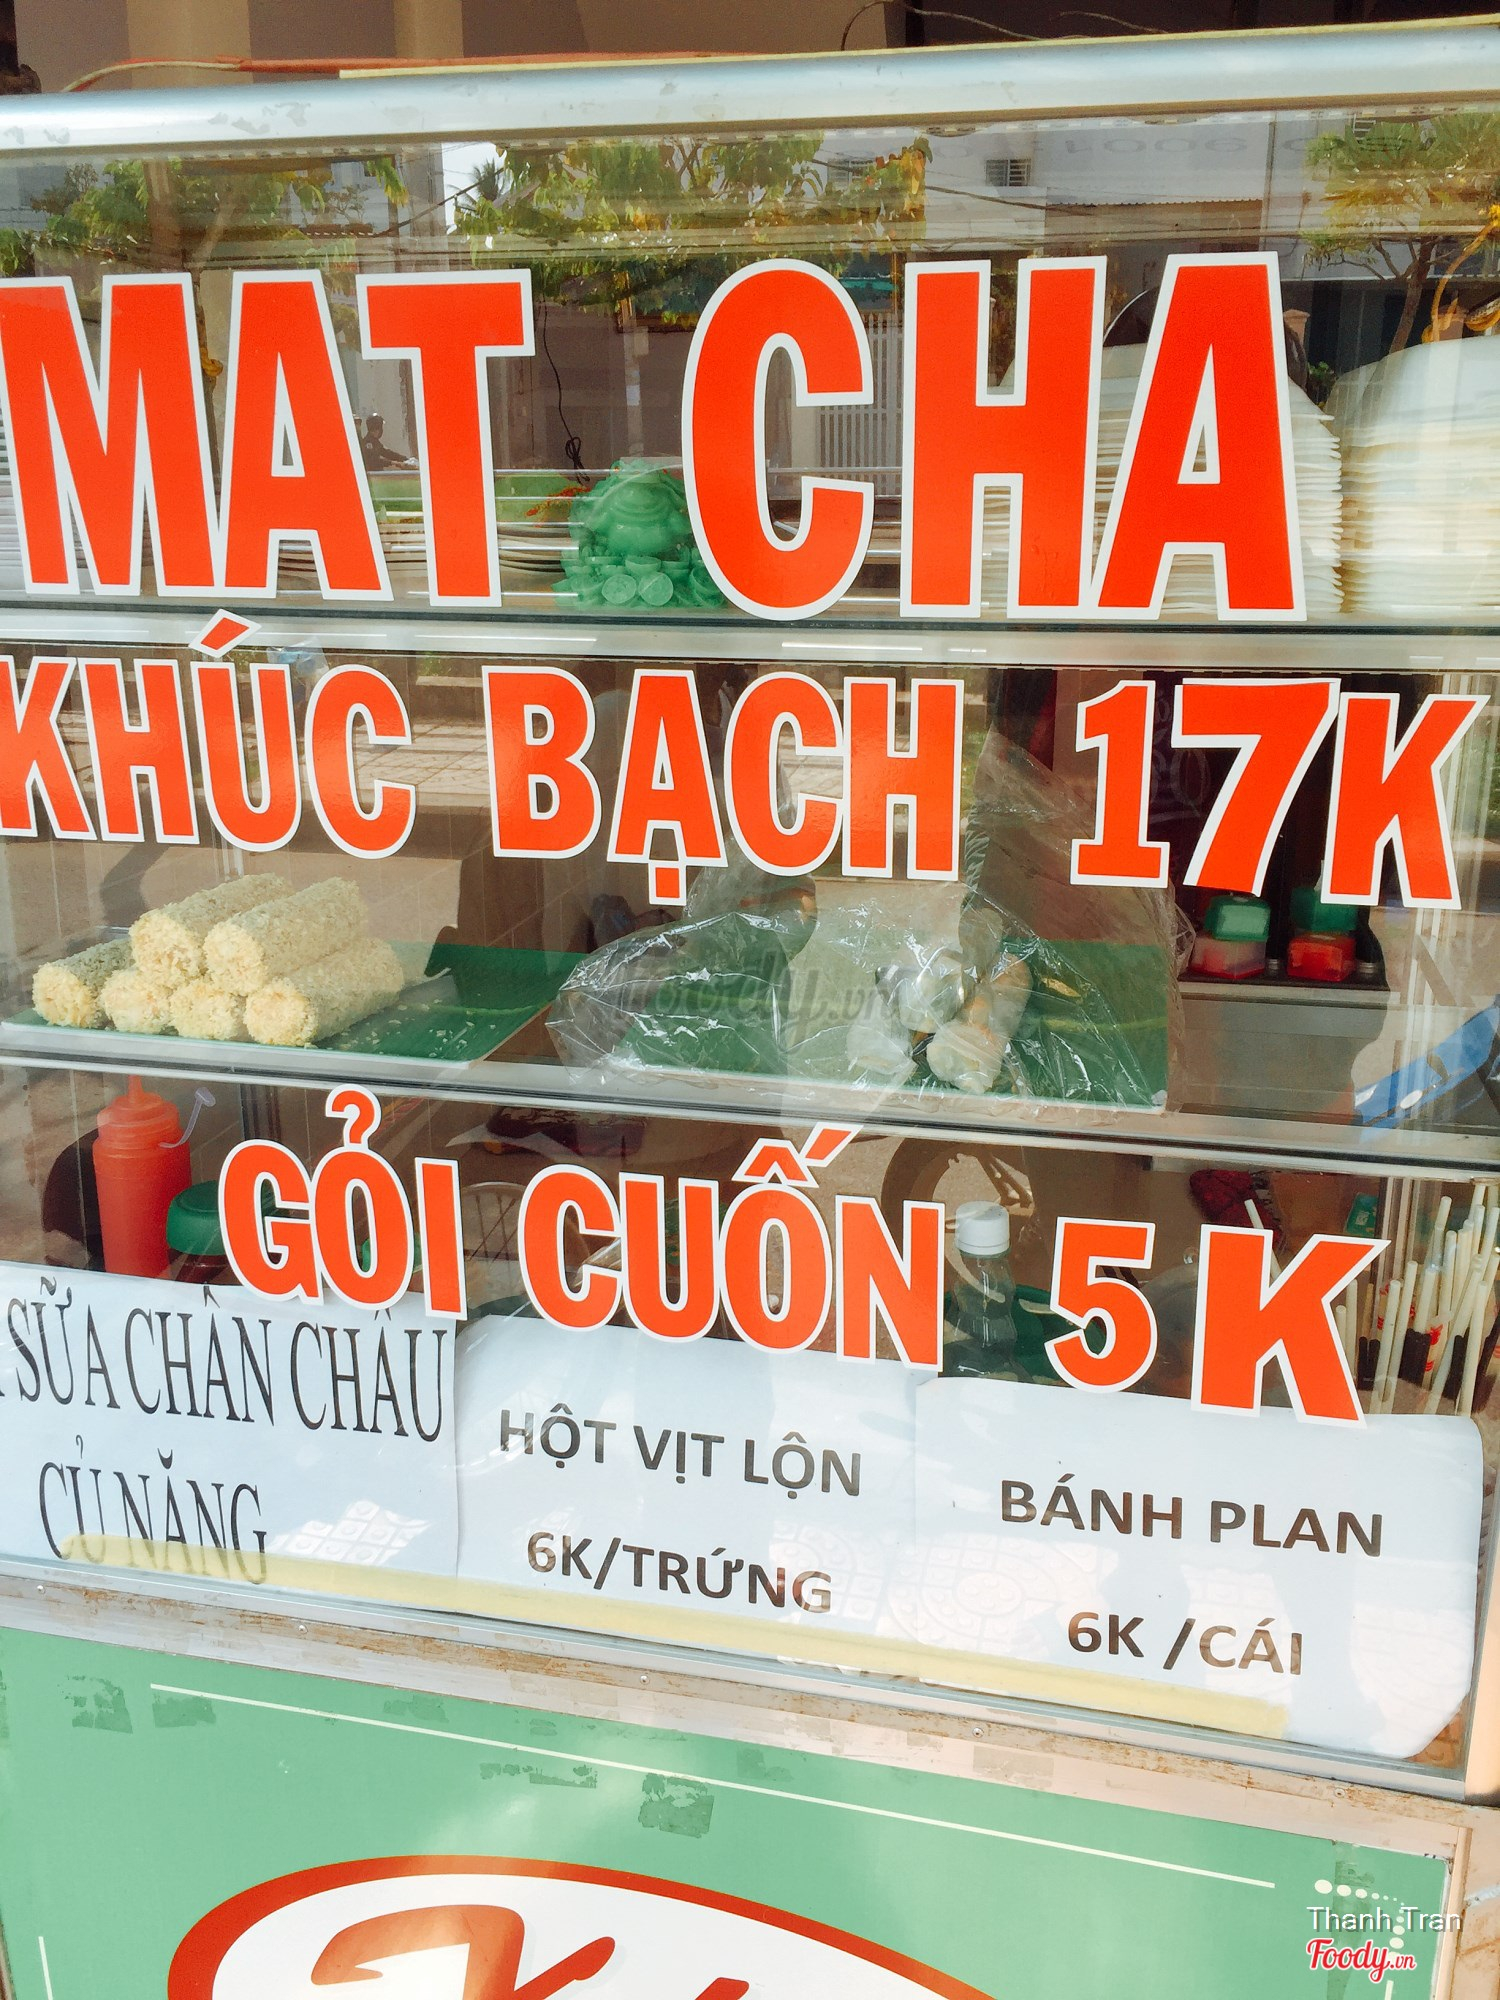 MAT CHA
KHÚC BẠCH 17K
GỎI CUỐN 5K
SỮA CHÂN CHÂU
CỦ NĂNG
HỘT VỊT LỘN
6K/TRỨNG
BÁNH PLAN
6K /CÁI
Thanh Tran
Foody.vn